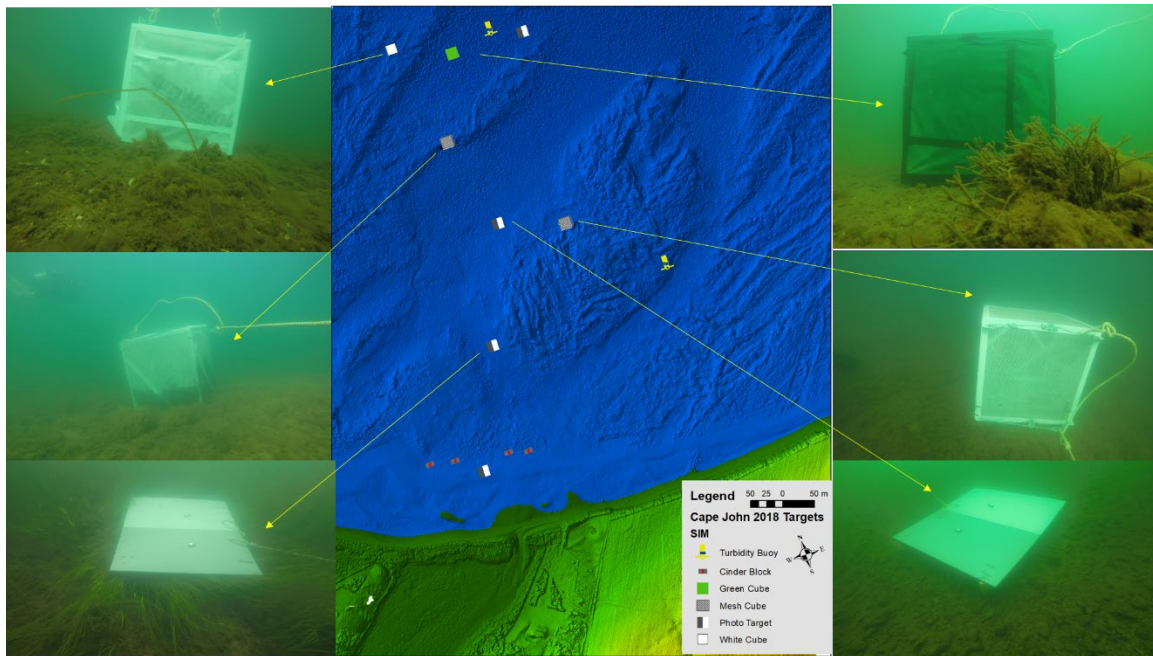 Legend
50 25 0 50 m
Cape John 2018 Targets
SIM
Turbidity Buoy
Cinder Block
Green Cube
Mesh Cube
Photo Target
White Cube
N
E
S
W